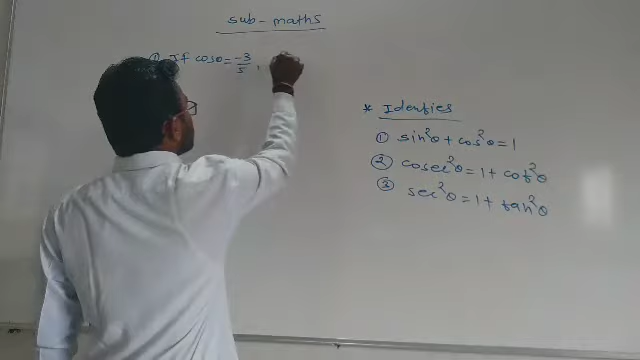 Sub - maths
① If cosθ = -3/5 ,
* Idenfies
① sin²θ + cos²θ = 1
② cosec²θ = 1 + cot²θ
③ sec²θ = 1 + tan²θ